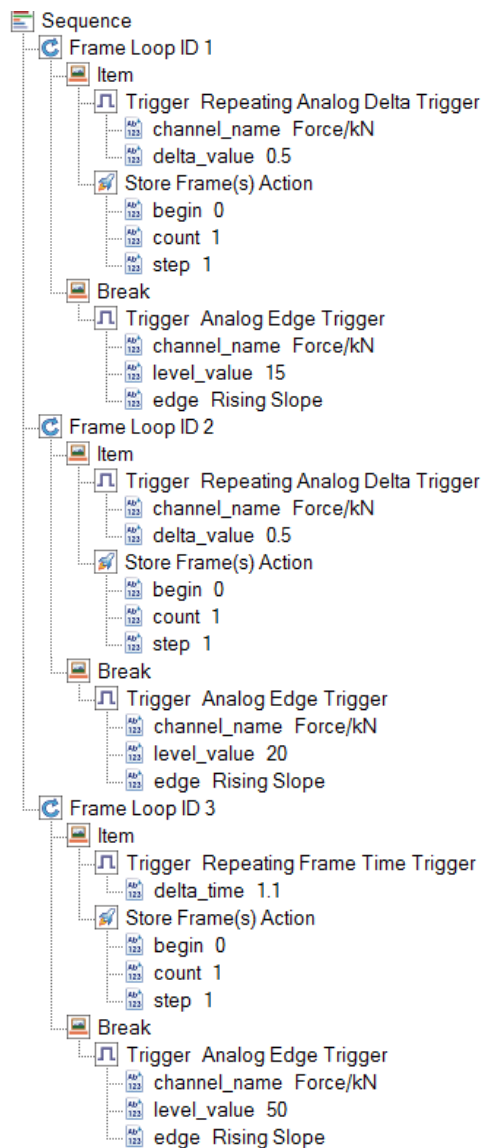 Sequence
Frame Loop ID 1
Item
Trigger Repeating Analog Delta Trigger
channel_name Force/kN
delta_value 0.5
Store Frame(s) Action
begin 0
count 1
step 1
Break
Trigger Analog Edge Trigger
channel_name Force/kN
level_value 15
edge Rising Slope
Frame Loop ID 2
Item
Trigger Repeating Analog Delta Trigger
channel_name Force/kN
delta_value 0.5
Store Frame(s) Action
begin 0
count 1
step 1
Break
Trigger Analog Edge Trigger
channel_name Force/kN
level_value 20
edge Rising Slope
Frame Loop ID 3
Item
Trigger Repeating Frame Time Trigger
delta_time 1.1
Store Frame(s) Action
begin 0
count 1
step 1
Break
Trigger Analog Edge Trigger
channel_name Force/kN
level_value 50
edge Rising Slope